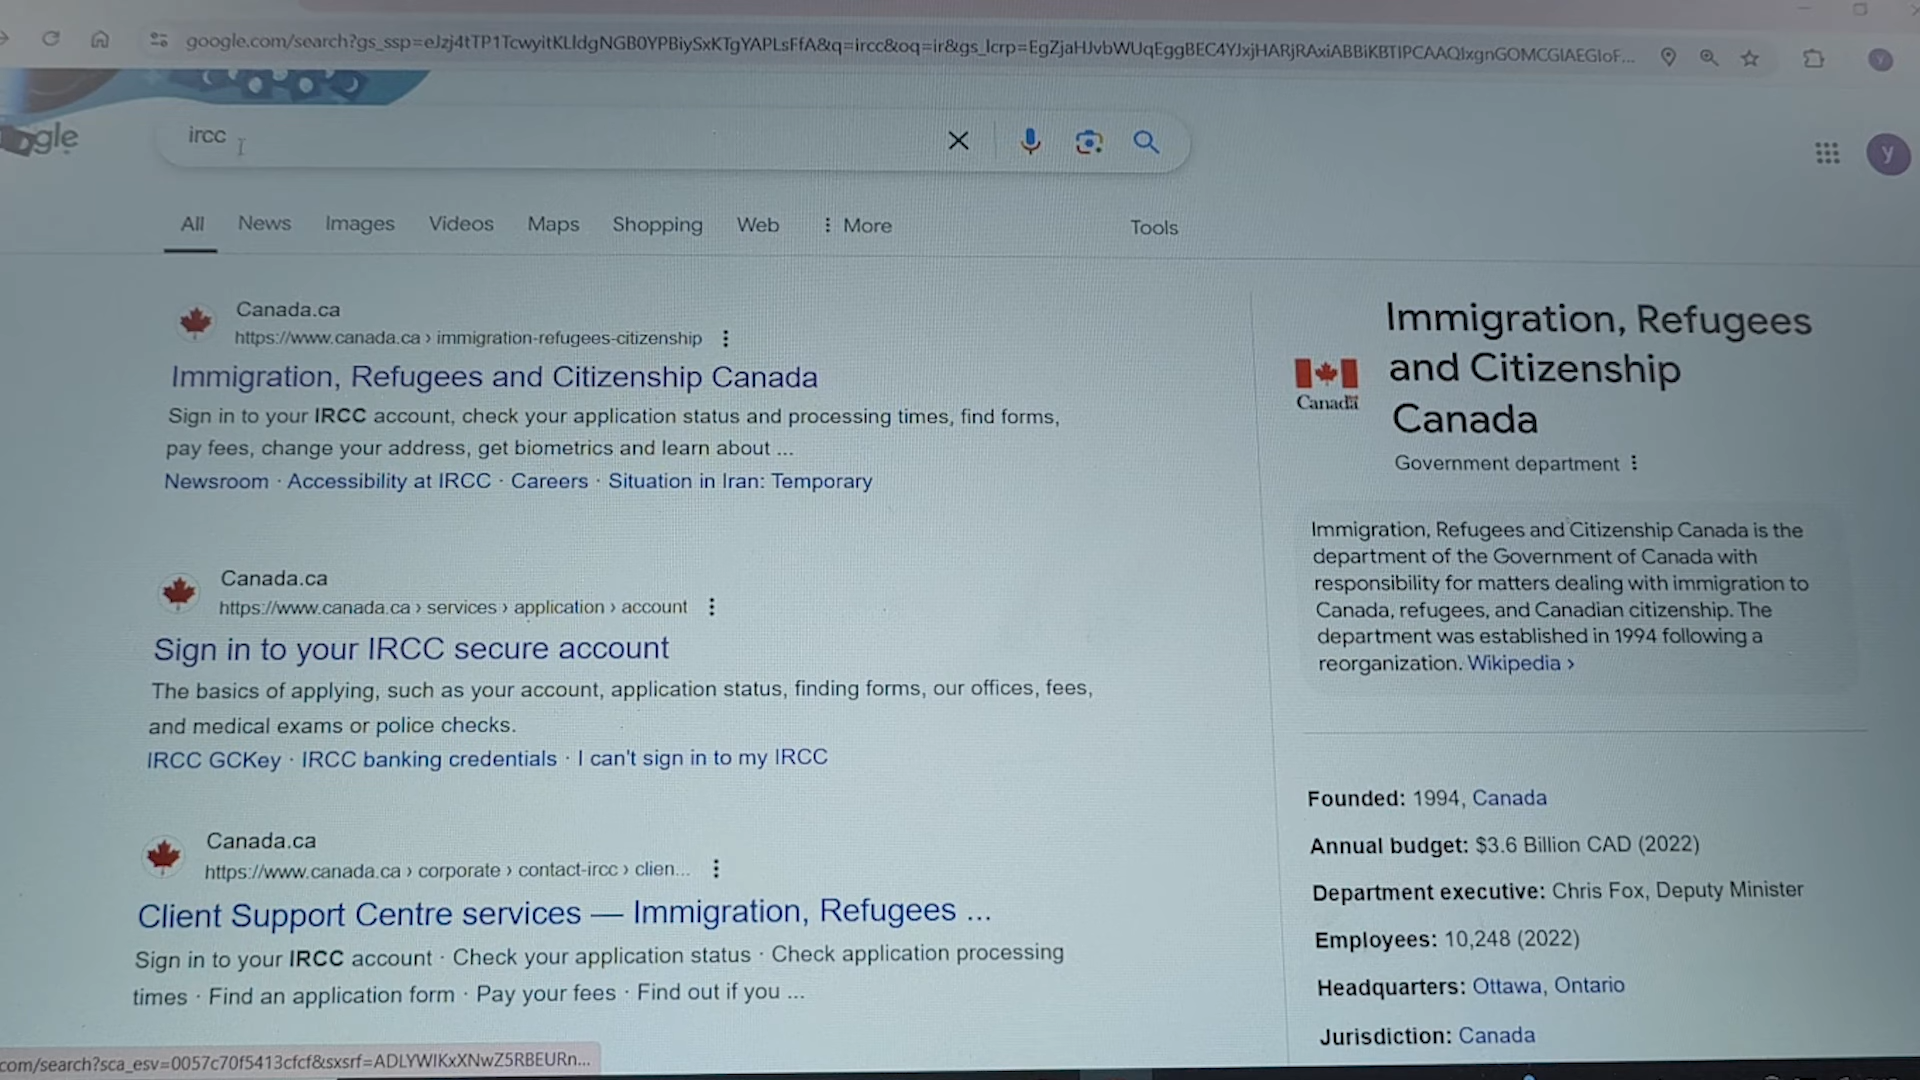 google.com/search?gs_ssp=eJzj4tTP1TcwyitKLldgNGB0YPBiySxKTgYAPLsFfA&q=ircc&oq=ir&gs_lcrp=EgZjaHJvbWUqEggBEC4YJxjHARjRAxiABBiKBTIPCAAQIxgnGOMCGIAEGIoF...
gle
ircc
y
All News Images Videos Maps Shopping Web More Tools
Canada.ca
https://www.canada.ca › immigration-refugees-citizenship
Immigration, Refugees and Citizenship Canada
Sign in to your IRCC account, check your application status and processing times, find forms,
pay fees, change your address, get biometrics and learn about ...
Newsroom · Accessibility at IRCC · Careers · Situation in Iran: Temporary
Canada.ca
https://www.canada.ca › services › application › account
Sign in to your IRCC secure account
The basics of applying, such as your account, application status, finding forms, our offices, fees,
and medical exams or police checks.
IRCC GCKey · IRCC banking credentials · I can't sign in to my IRCC
Canada.ca
https://www.canada.ca › corporate › contact-ircc › clien...
Client Support Centre services — Immigration, Refugees ...
Sign in to your IRCC account · Check your application status · Check application processing
times · Find an application form · Pay your fees · Find out if you ...
com/search?sca_esv=0057c70f5413cfcf&sxsrf=ADLYWIKxXNwZ5RBEURn...
Immigration, Refugees
and Citizenship
Canada
Canada
Government department
Immigration, Refugees and Citizenship Canada is the
department of the Government of Canada with
responsibility for matters dealing with immigration to
Canada, refugees, and Canadian citizenship. The
department was established in 1994 following a
reorganization. Wikipedia ›
Founded: 1994, Canada
Annual budget: $3.6 Billion CAD (2022)
Department executive: Chris Fox, Deputy Minister
Employees: 10,248 (2022)
Headquarters: Ottawa, Ontario
Jurisdiction: Canada